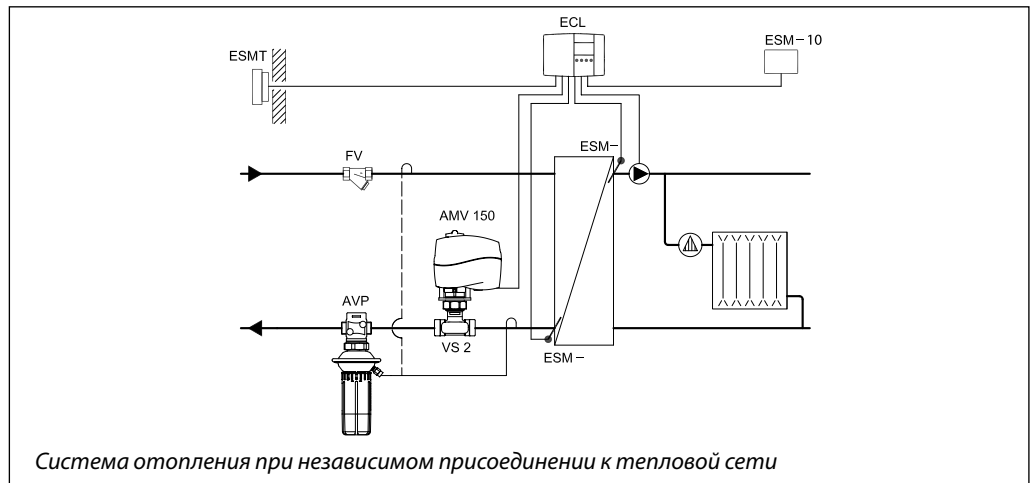 ECL
ESMT
ESM-10
FV
ESM-
AMV 150
AVP
VS 2
ESM-
Система отопления при независимом присоединении к тепловой сети